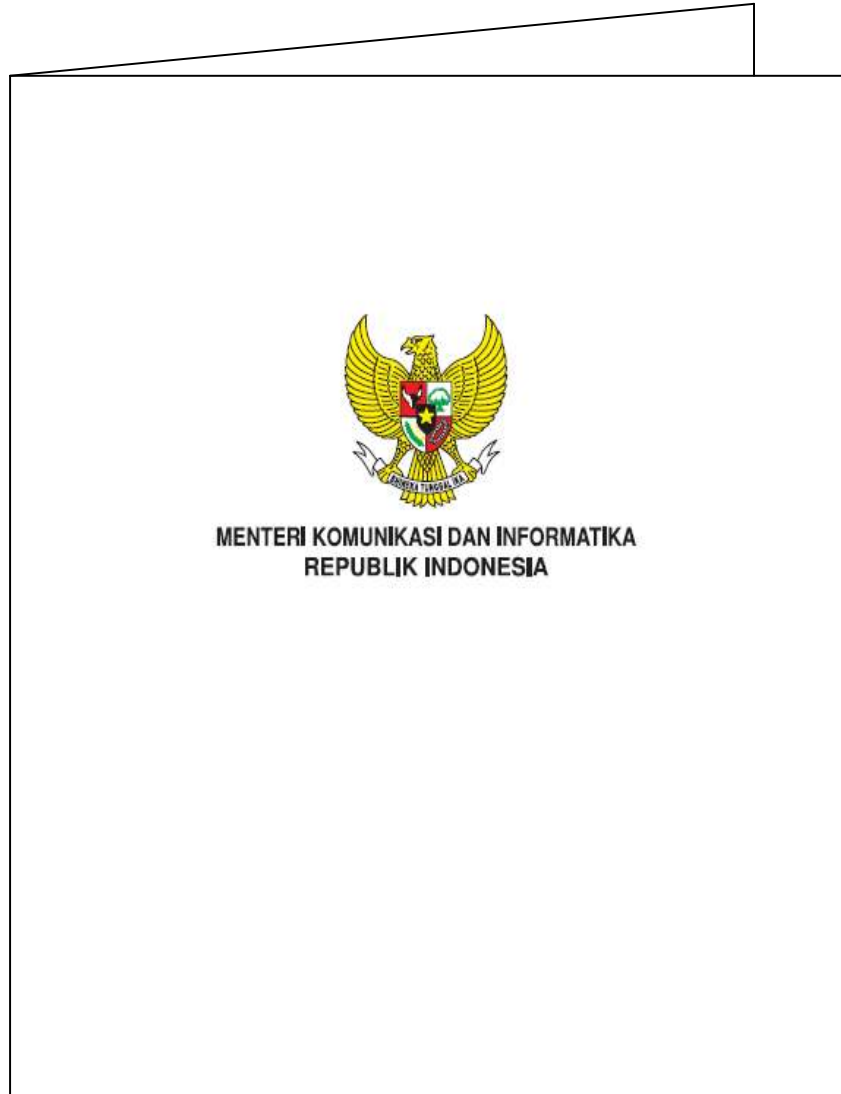 BHINEKA TUNGGAL IKA
MENTERI KOMUNIKASI DAN INFORMATIKA
REPUBLIK INDONESIA